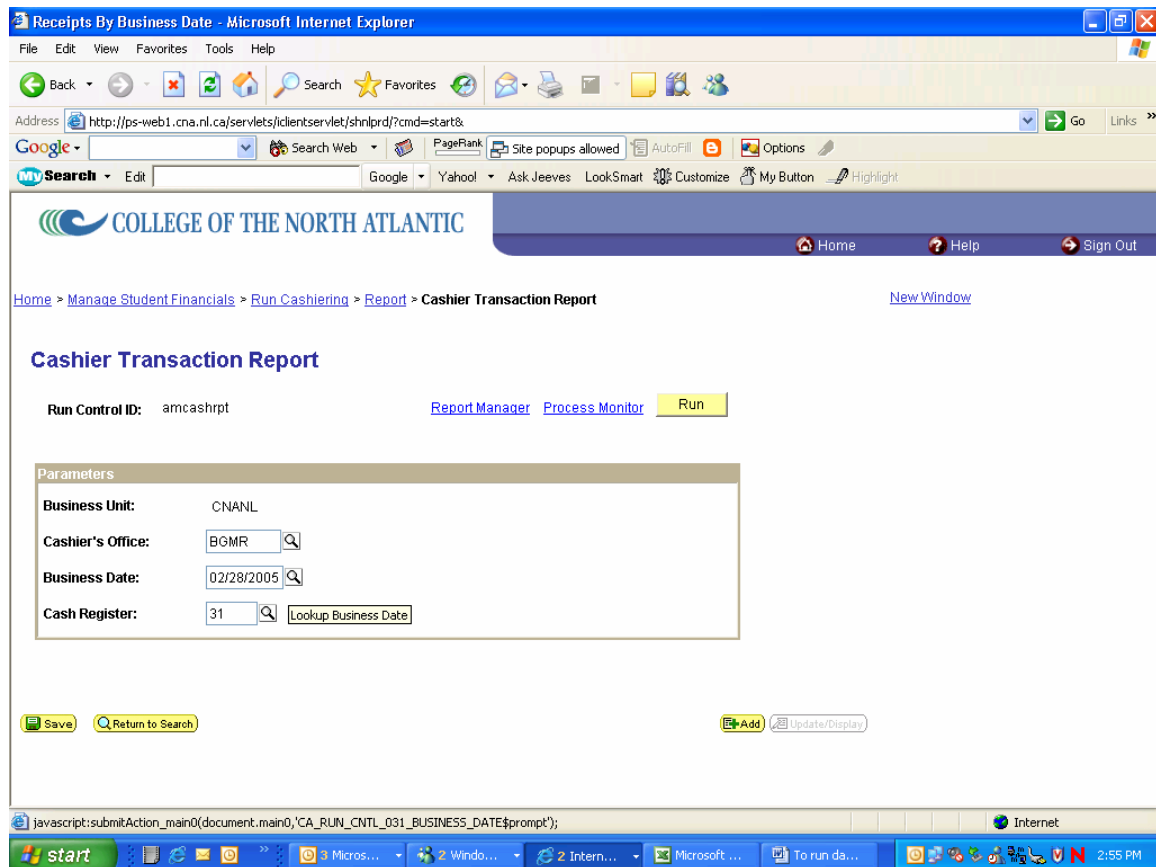 Receipts By Business Date - Microsoft Internet Explorer
File Edit View Favorites Tools Help
Back Search Favorites
Address http://ps-web1.cna.nl.ca/servlets/iclientservlet/shnlprd/?cmd=start& Go Links »
Google Search Web PageRank Site popups allowed AutoFill Options
My Search Edit Google Yahoo! Ask Jeeves LookSmart Customize My Button Highlight
COLLEGE OF THE NORTH ATLANTIC
Home Help Sign Out
Home > Manage Student Financials > Run Cashiering > Report > Cashier Transaction Report New Window
Cashier Transaction Report
Run Control ID: amcashrpt Report Manager Process Monitor Run
Parameters
Business Unit: CNANL
Cashier's Office: BGMR
Business Date: 02/28/2005
Cash Register: 31 Lookup Business Date
Save Return to Search Add Update/Display
javascript:submitAction_main0(document.main0,'CA_RUN_CNTL_031_BUSINESS_DATE$prompt'); Internet
start » 3 Micros... 2 Windo... 2 Intern... Microsoft ... To run da... 2:55 PM